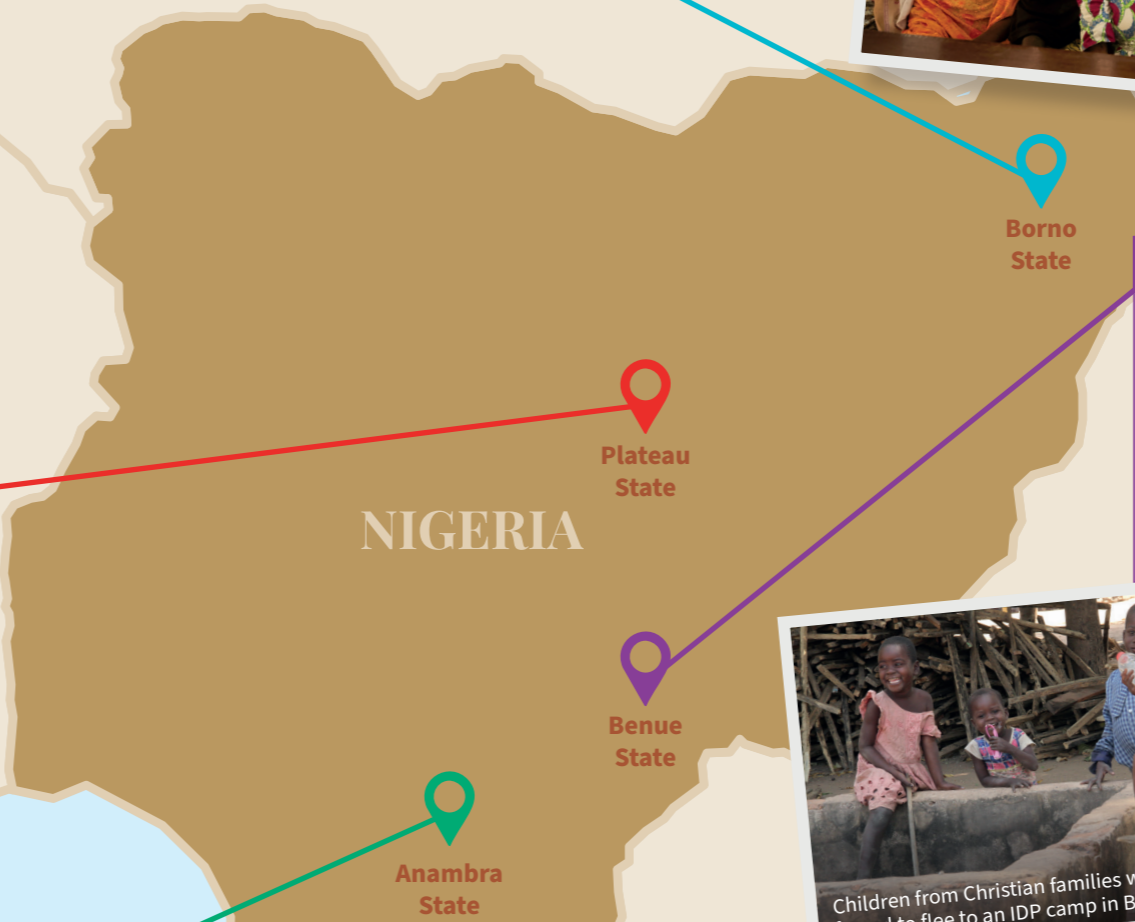 Borno
State
Plateau
State
NIGERIA
Benue
State
Anambra
State
Children from Christian families
to flee to an IDP camp in